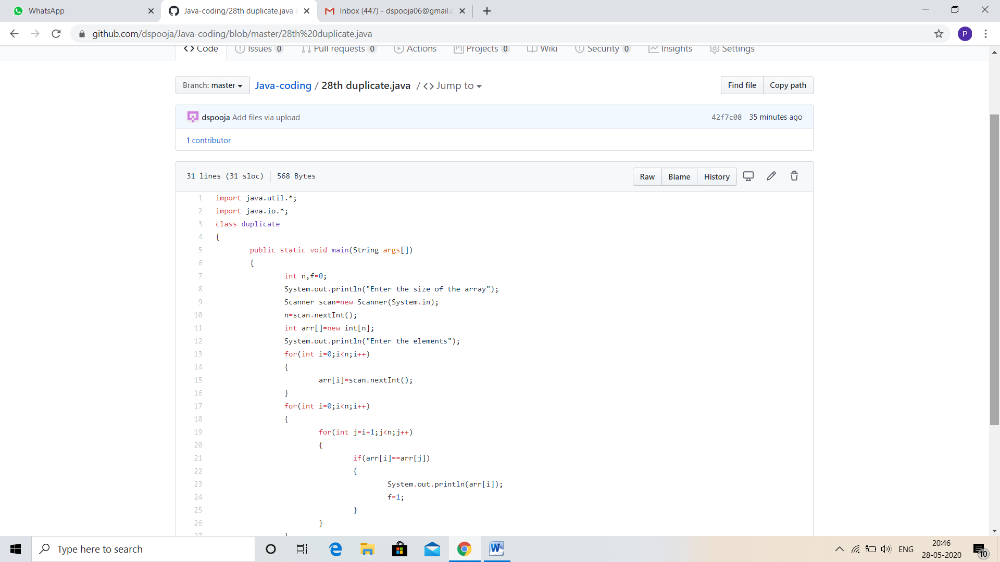 WhatsApp
Java-coding/28th duplicate.java a
Inbox (447) - dspooja06@gmail.c
github.com/dspooja/Java-coding/blob/master/28th%20duplicate.java
P
Code
Issues 0
Pull requests 0
Actions
Projects 0
Wiki
Security 0
Insights
Settings
Branch: master
Java-coding / 28th duplicate.java / <> Jump to
Find file
Copy path
dspooja Add files via upload
42f7c08 35 minutes ago
1 contributor
31 lines (31 sloc)
568 Bytes
Raw
Blame
History
1 import java.util.*;
2 import java.io.*;
3 class duplicate
4 {
5 public static void main(String args[])
6 {
7 int n,f=0;
8 System.out.println("Enter the size of the array");
9 Scanner scan=new Scanner(System.in);
10 n=scan.nextInt();
11 int arr[]=new int[n];
12 System.out.println("Enter the elements");
13 for(int i=0;i<n;i++)
14 {
15 arr[i]=scan.nextInt();
16 }
17 for(int i=0;i<n;i++)
18 {
19 for(int j=i+1;j<n;j++)
20 {
21 if(arr[i]==arr[j])
22 {
23 System.out.println(arr[i]);
24 f=1;
25 }
26 }
27 }
Type here to search
ENG
20:46
28-05-2020
10